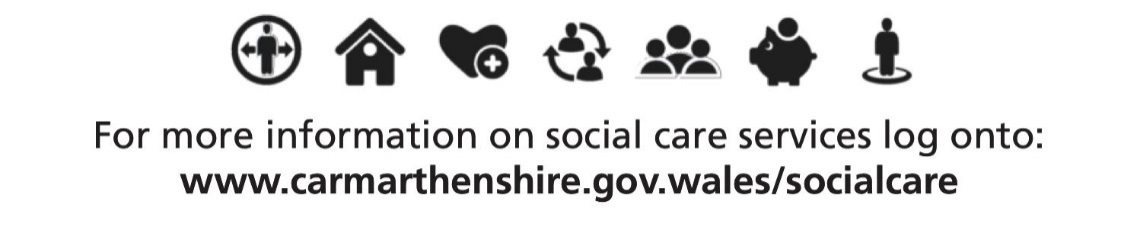 For more information on social care services log onto:
www.carmarthenshire.gov.wales/socialcare